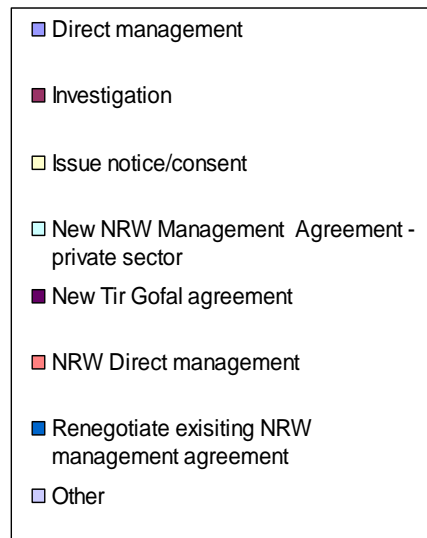 Direct management
Investigation
Issue notice/consent
New NRW Management Agreement -
private sector
New Tir Gofal agreement
NRW Direct management
Renegotiate exisiting NRW
management agreement
Other